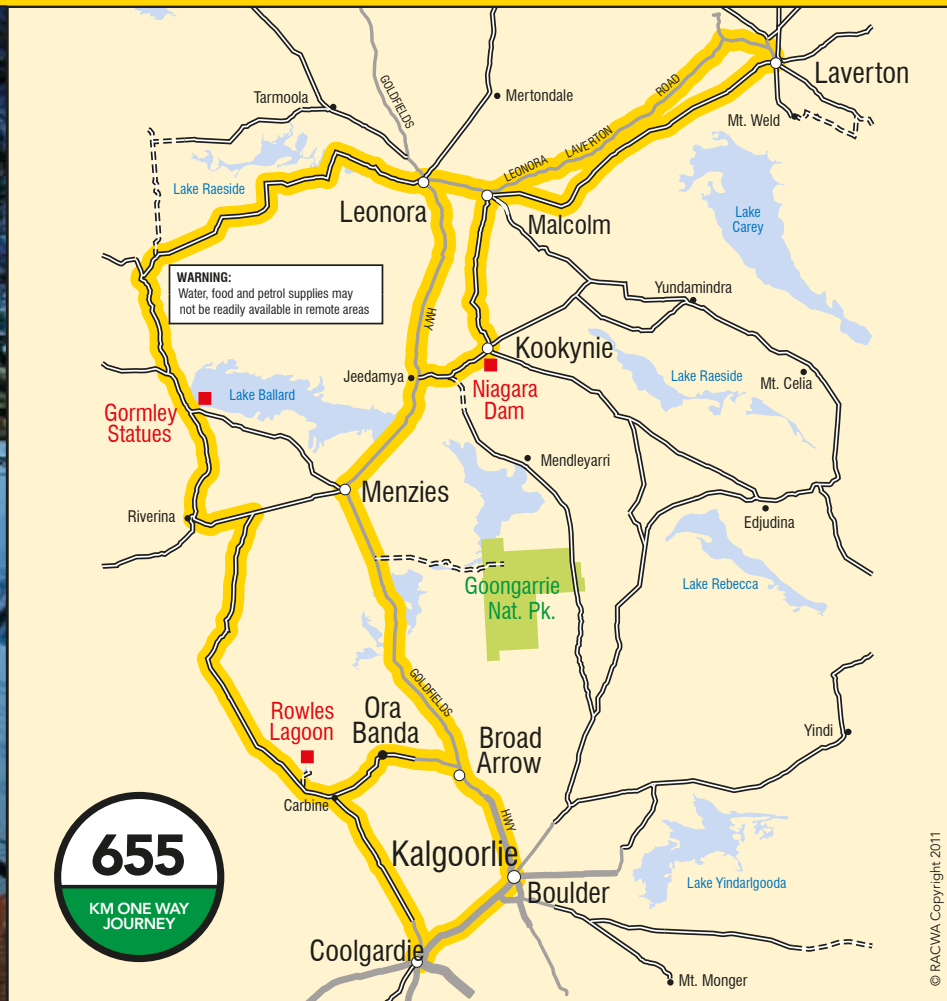 GOLDFIELDS
Tarmoola
Mertondale
ROAD
Laverton
Mt. Weld
LAVERTON
LEONORA
Lake Raeside
Leonora
Malcolm
Lake
Carey
WARNING:
Water, food and petrol supplies may
not be readily available in remote areas
Yundamindra
HWY
Kookynie
Jeedamya
Niagara
Dam
Lake Raeside
Mt. Celia
Lake Ballard
Gormley
Statues
Mendleyarri
Menzies
Riverina
Edjudina
Goongarrie
Nat. Pk.
Lake Rebecca
GOLDFIELDS
Rowles
Lagoon
Ora
Banda
Broad
Arrow
Yindi
Carbine
HWY
655
KM ONE WAY
JOURNEY
Kalgoorlie
Boulder
Lake Yindarlgooda
Coolgardie
Mt. Monger
© RACWA Copyright 2011